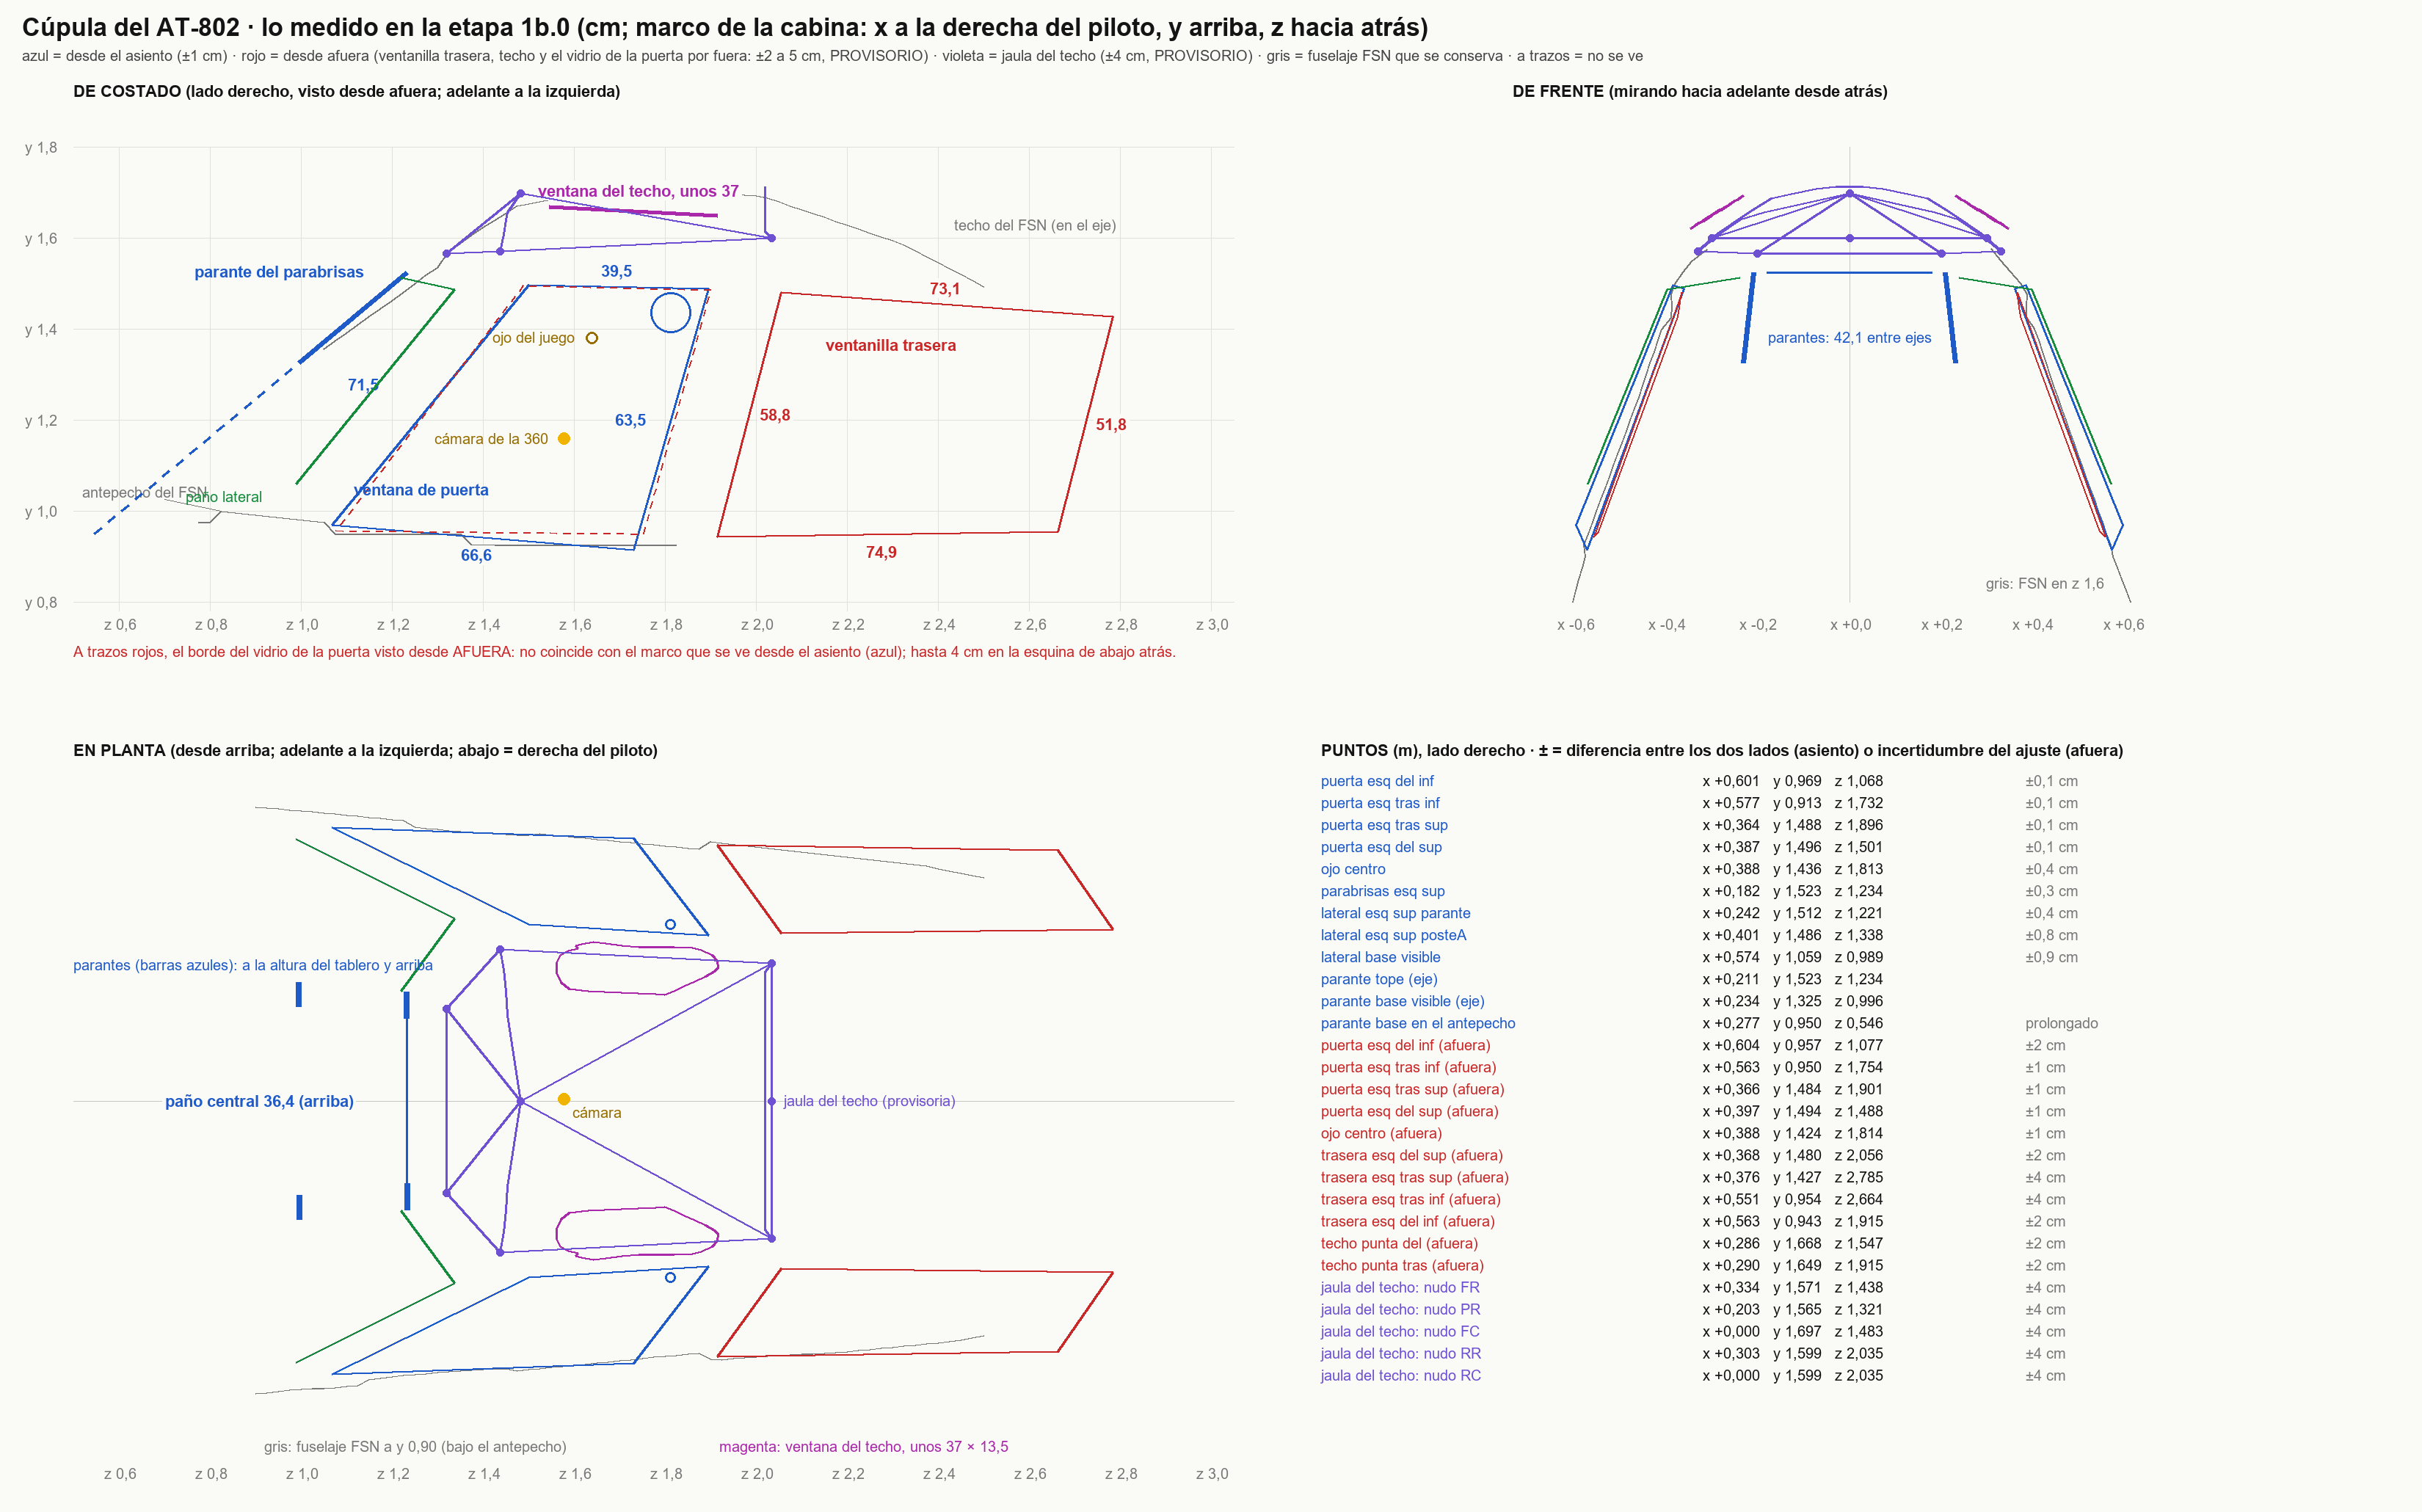 Cúpula del AT-802 · lo medido en la etapa 1b.0 (cm; marco de la cabina: x a la derecha del piloto, y arriba, z hacia atrás)
azul = desde el asiento (±1 cm) · rojo = desde afuera (ventanilla trasera, techo y el vidrio de la puerta por fuera: ±2 a 5 cm, PROVISORIO) · violeta = jaula del techo (±4 cm, PROVISORIO) · gris = fuselaje FSN que se conserva · a trazos = no se ve
DE COSTADO (lado derecho, visto desde afuera; adelante a la izquierda)
y 1,8
y 1,6
y 1,4
y 1,2
y 1,0
y 0,8
ventana del techo, unos 37
techo del FSN (en el eje)
parante del parabrisas
39,5
73,1
ojo del juego
ventanilla trasera
71,5
63,5
58,8
51,8
cámara de la 360
antepecho del FSN
paño lateral
ventana de puerta
66,6
74,9
z 0,6
z 0,8
z 1,0
z 1,2
z 1,4
z 1,6
z 1,8
z 2,0
z 2,2
z 2,4
z 2,6
z 2,8
z 3,0
A trazos rojos, el borde del vidrio de la puerta visto desde AFUERA: no coincide con el marco que se ve desde el asiento (azul); hasta 4 cm en la esquina de abajo atrás.
DE FRENTE (mirando hacia adelante desde atrás)
parantes: 42,1 entre ejes
gris: FSN en z 1,6
x -0,6
x -0,4
x -0,2
x +0,0
x +0,2
x +0,4
x +0,6
EN PLANTA (desde arriba; adelante a la izquierda; abajo = derecha del piloto)
parantes (barras azules): a la altura del tablero y arriba
paño central 36,4 (arriba)
cámara
jaula del techo (provisoria)
gris: fuselaje FSN a y 0,90 (bajo el antepecho)
magenta: ventana del techo, unos 37 × 13,5
z 0,6
z 0,8
z 1,0
z 1,2
z 1,4
z 1,6
z 1,8
z 2,0
z 2,2
z 2,4
z 2,6
z 2,8
z 3,0
PUNTOS (m), lado derecho · ± = diferencia entre los dos lados (asiento) o incertidumbre del ajuste (afuera)
puerta esq del inf x +0,601 y 0,969 z 1,068 ±0,1 cm
puerta esq tras inf x +0,577 y 0,913 z 1,732 ±0,1 cm
puerta esq tras sup x +0,364 y 1,488 z 1,896 ±0,1 cm
puerta esq del sup x +0,387 y 1,496 z 1,501 ±0,1 cm
ojo centro x +0,388 y 1,436 z 1,813 ±0,4 cm
parabrisas esq sup x +0,182 y 1,523 z 1,234 ±0,3 cm
lateral esq sup parante x +0,242 y 1,512 z 1,221 ±0,4 cm
lateral esq sup posteA x +0,401 y 1,486 z 1,338 ±0,8 cm
lateral base visible x +0,574 y 1,059 z 0,989 ±0,9 cm
parante tope (eje) x +0,211 y 1,523 z 1,234
parante base visible (eje) x +0,234 y 1,325 z 0,996
parante base en el antepecho x +0,277 y 0,950 z 0,546 prolongado
puerta esq del inf (afuera) x +0,604 y 0,957 z 1,077 ±2 cm
puerta esq tras inf (afuera) x +0,563 y 0,950 z 1,754 ±1 cm
puerta esq tras sup (afuera) x +0,366 y 1,484 z 1,901 ±1 cm
puerta esq del sup (afuera) x +0,397 y 1,494 z 1,488 ±1 cm
ojo centro (afuera) x +0,388 y 1,424 z 1,814 ±1 cm
trasera esq del sup (afuera) x +0,368 y 1,480 z 2,056 ±2 cm
trasera esq tras sup (afuera) x +0,376 y 1,427 z 2,785 ±4 cm
trasera esq tras inf (afuera) x +0,551 y 0,954 z 2,664 ±4 cm
trasera esq del inf (afuera) x +0,563 y 0,943 z 1,915 ±2 cm
techo punta del (afuera) x +0,286 y 1,668 z 1,547 ±2 cm
techo punta tras (afuera) x +0,290 y 1,649 z 1,915 ±2 cm
jaula del techo: nudo FR x +0,334 y 1,571 z 1,438 ±4 cm
jaula del techo: nudo PR x +0,203 y 1,565 z 1,321 ±4 cm
jaula del techo: nudo FC x +0,000 y 1,697 z 1,483 ±4 cm
jaula del techo: nudo RR x +0,303 y 1,599 z 2,035 ±4 cm
jaula del techo: nudo RC x +0,000 y 1,599 z 2,035 ±4 cm